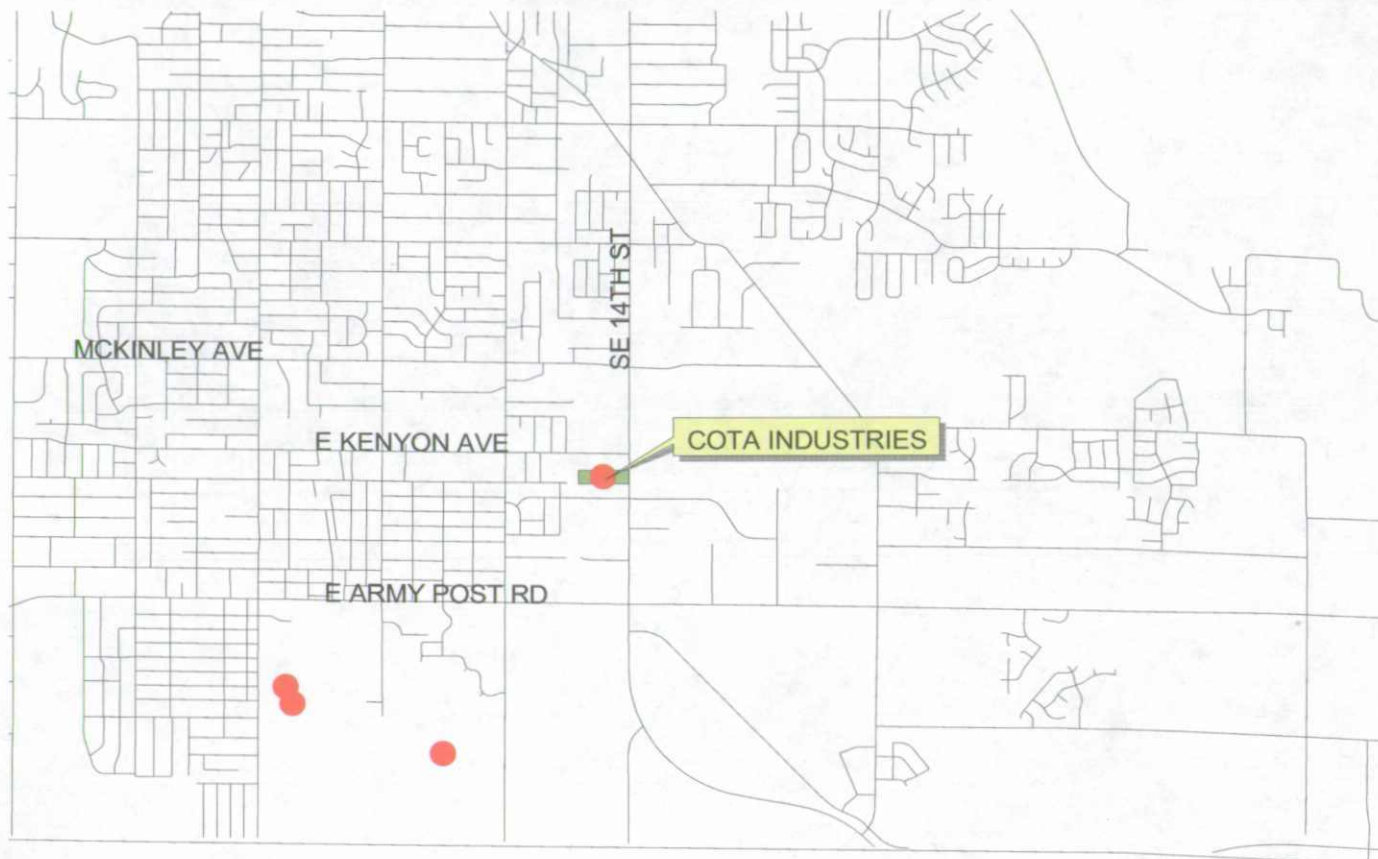 SE 14TH ST
MCKINLEY AVE
E KENYON AVE
COTA INDUSTRIES
E ARMY POST RD